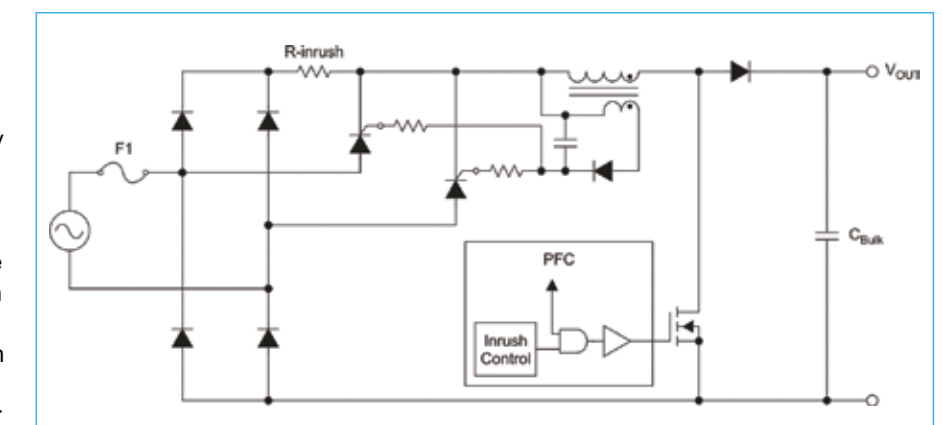 R-inrush
VOUT
F1
CBulk
PFC
Inrush
Control